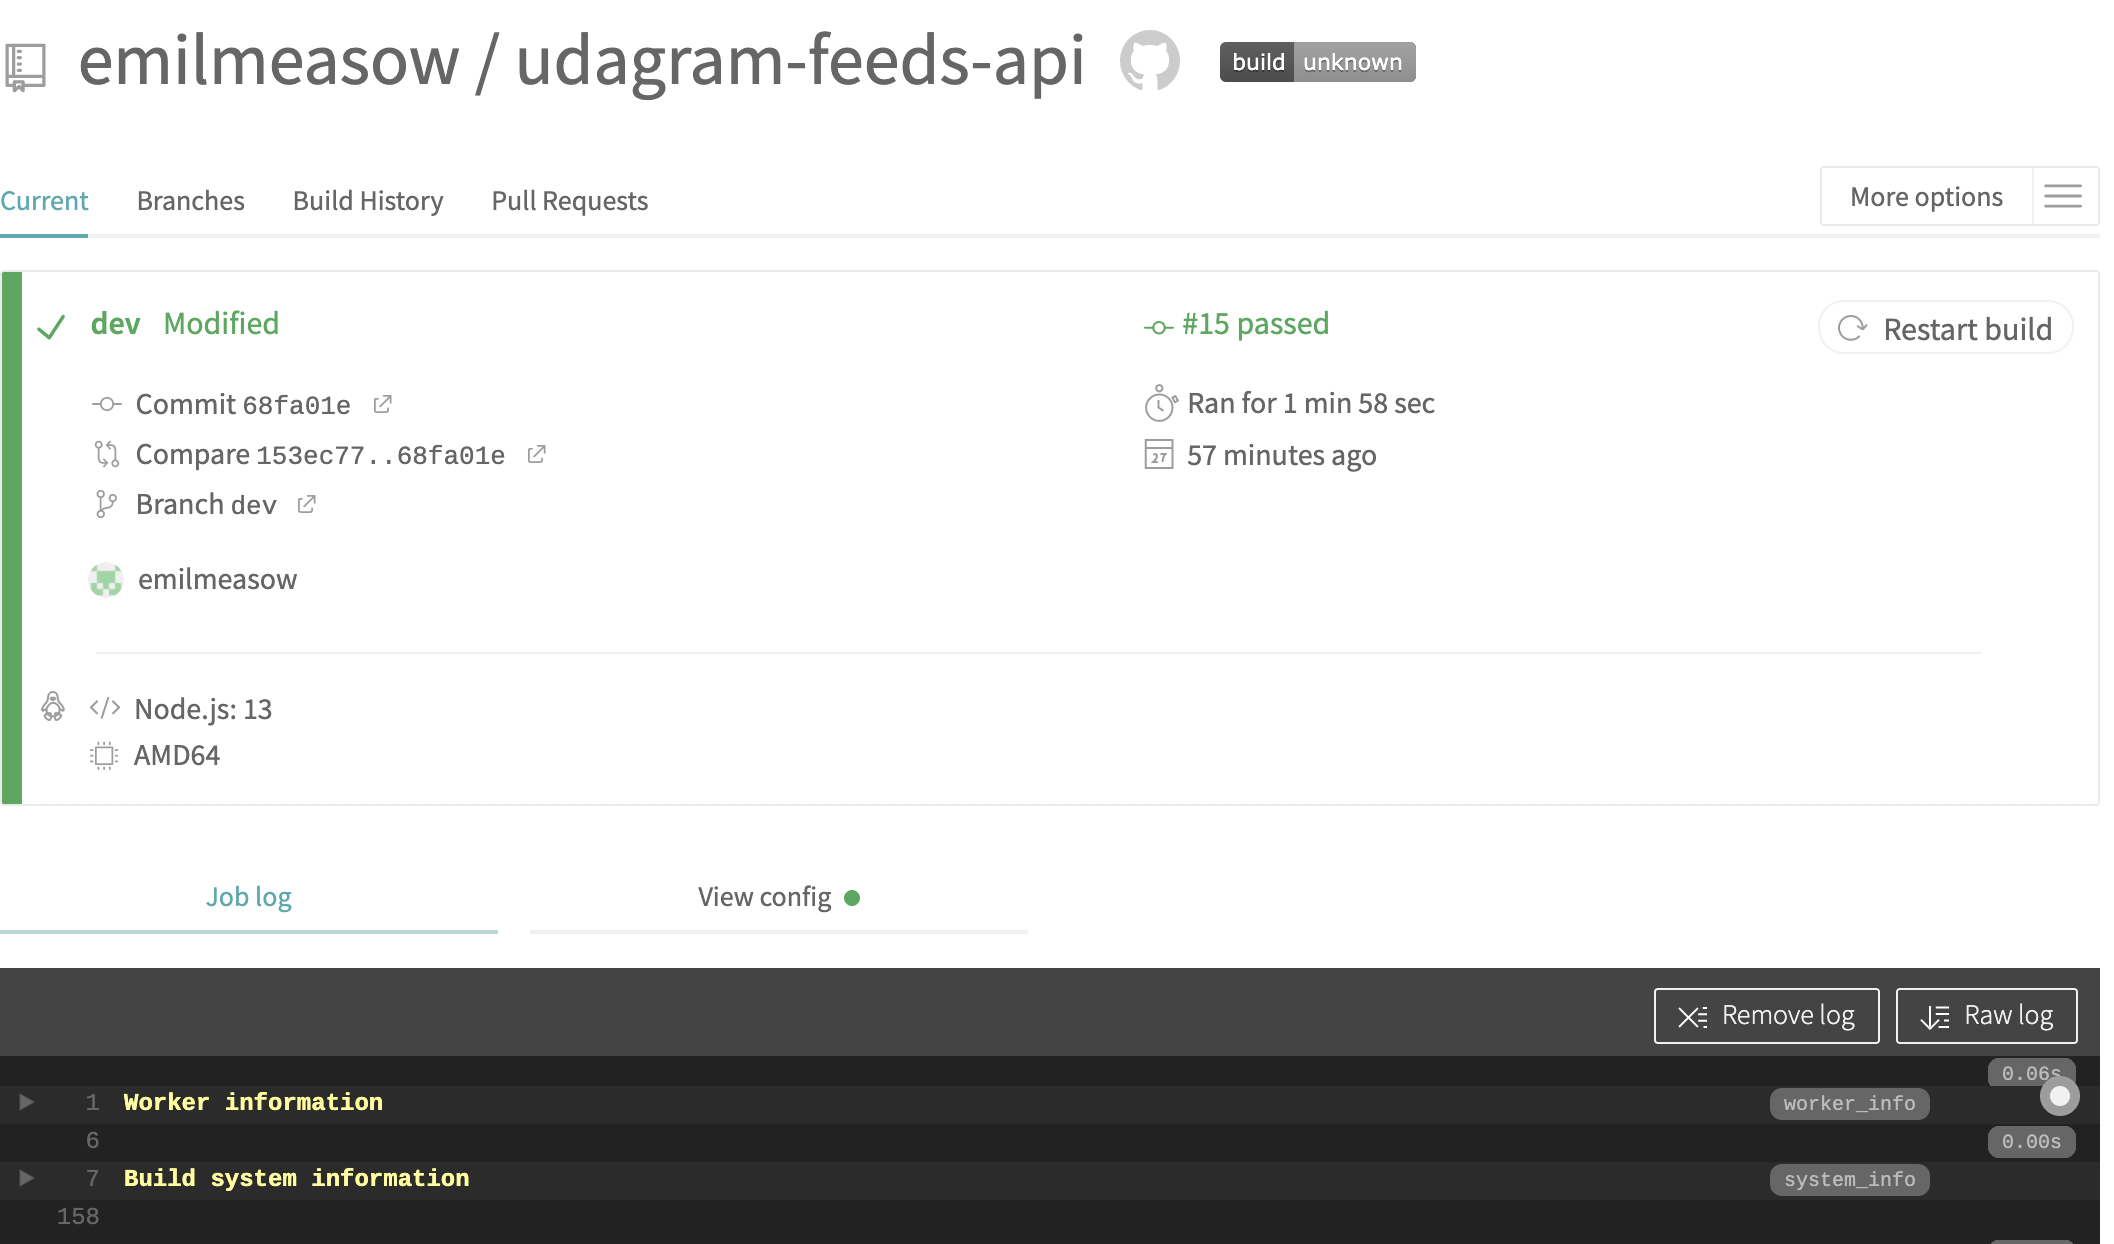 emilmeasow / udagram-feeds-api
build unknown
Current Branches Build History Pull Requests
More options
dev Modified
#15 passed
Restart build
Commit 68fa01e
Ran for 1 min 58 sec
Compare 153ec77..68fa01e
27 57 minutes ago
Branch dev
emilmeasow
</> Node.js: 13
AMD64
Job log
View config
Remove log
Raw log
0.06s
1 Worker information worker_info
6 0.00s
7 Build system information system_info
158